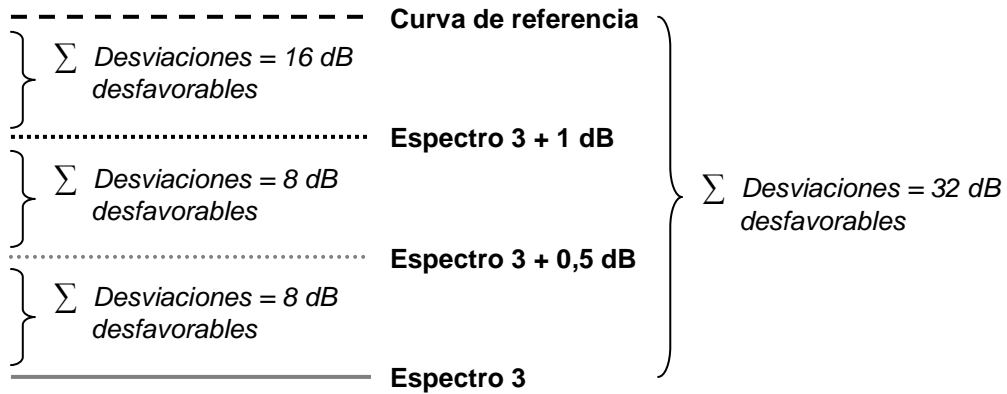 Curva de referencia
∑ Desviaciones = 16 dB
desfavorables
Espectro 3 + 1 dB
∑ Desviaciones = 8 dB
desfavorables
∑ Desviaciones = 32 dB
desfavorables
Espectro 3 + 0,5 dB
∑ Desviaciones = 8 dB
desfavorables
Espectro 3